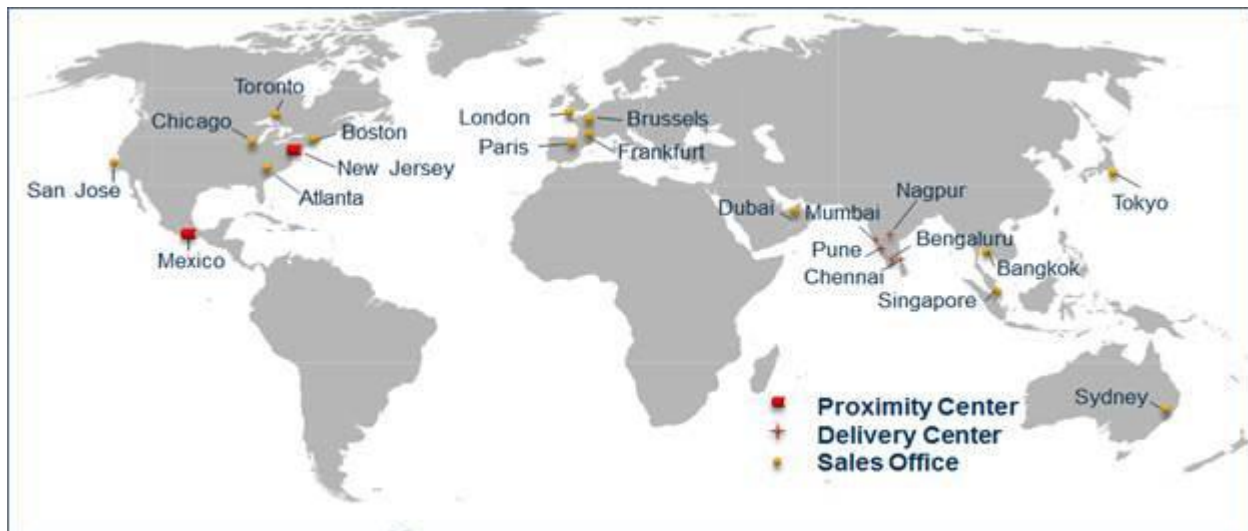 Toronto
Chicago
Boston
New Jersey
San Jose
Atlanta
Mexico
London
Brussels
Paris
Frankfurt
Dubai
Mumbai
Nagpur
Pune
Bengaluru
Chennai
Bangkok
Singapore
Tokyo
Sydney
Proximity Center
Delivery Center
Sales Office